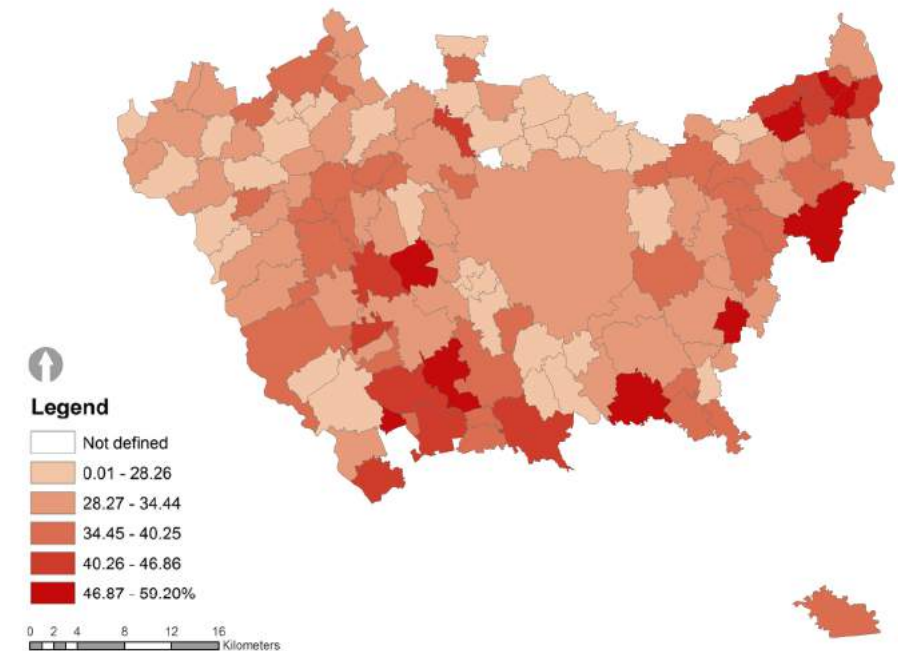 Legend
Not defined
0.01 - 28.26
28.27 - 34.44
34.45 - 40.25
40.26 - 46.86
46.87 - 59.20%
0 2 4 8 12 16
Kilometers